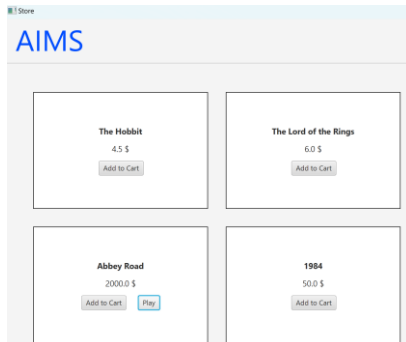 Store
AIMS
The Hobbit
4.5 $
Add to Cart
The Lord of the Rings
6.0 $
Add to Cart
Abbey Road
2000.0 $
Add to Cart Play
1984
50.0 $
Add to Cart